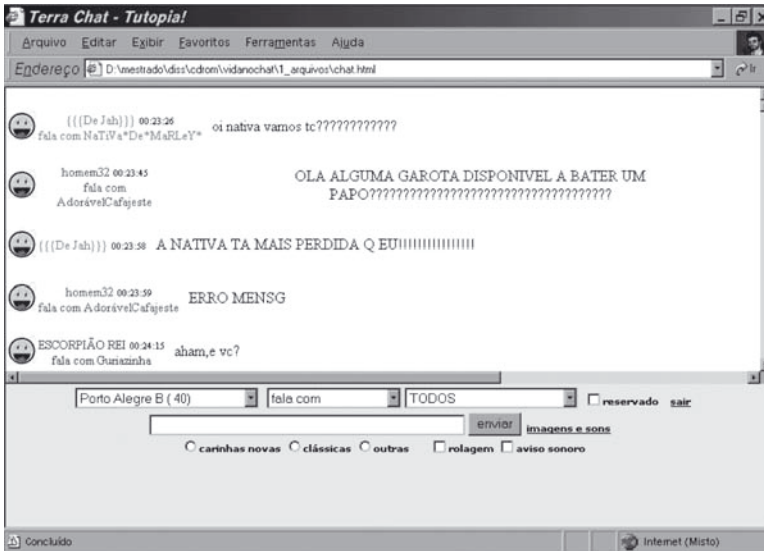 Terra Chat - Tutopia!
Arquivo Editar Exibir Favoritos Ferramentas Ajuda
Endereço D:\mestrado\diss\cdrom\vidanochat\1_arquivos\chat.html Ir
{{{De Jah}}} 00:23:26
fala com NaTiVa*De*MaRLeY*
oi nativa vamos tc????????????
homem32 00:23:45
fala com
AdorávelCafajeste
OLA ALGUMA GAROTA DISPONIVEL A BATER UM
PAPO????????????????????????????????????
{{{De Jah}}} 00:23:58 A NATIVA TA MAIS PERDIDA Q EU!!!!!!!!!!!!!!!!
homem32 00:23:59
fala com AdorávelCafajeste
ERRO MENSG
ESCORPIÃO REI 00:24:15
fala com Guriazinha
aham,e vc?
Porto Alegre B ( 40) fala com TODOS reservado sair
enviar imagens e sons
carinhas novas clássicas outras rolagem aviso sonoro
Concluído Internet (Misto)